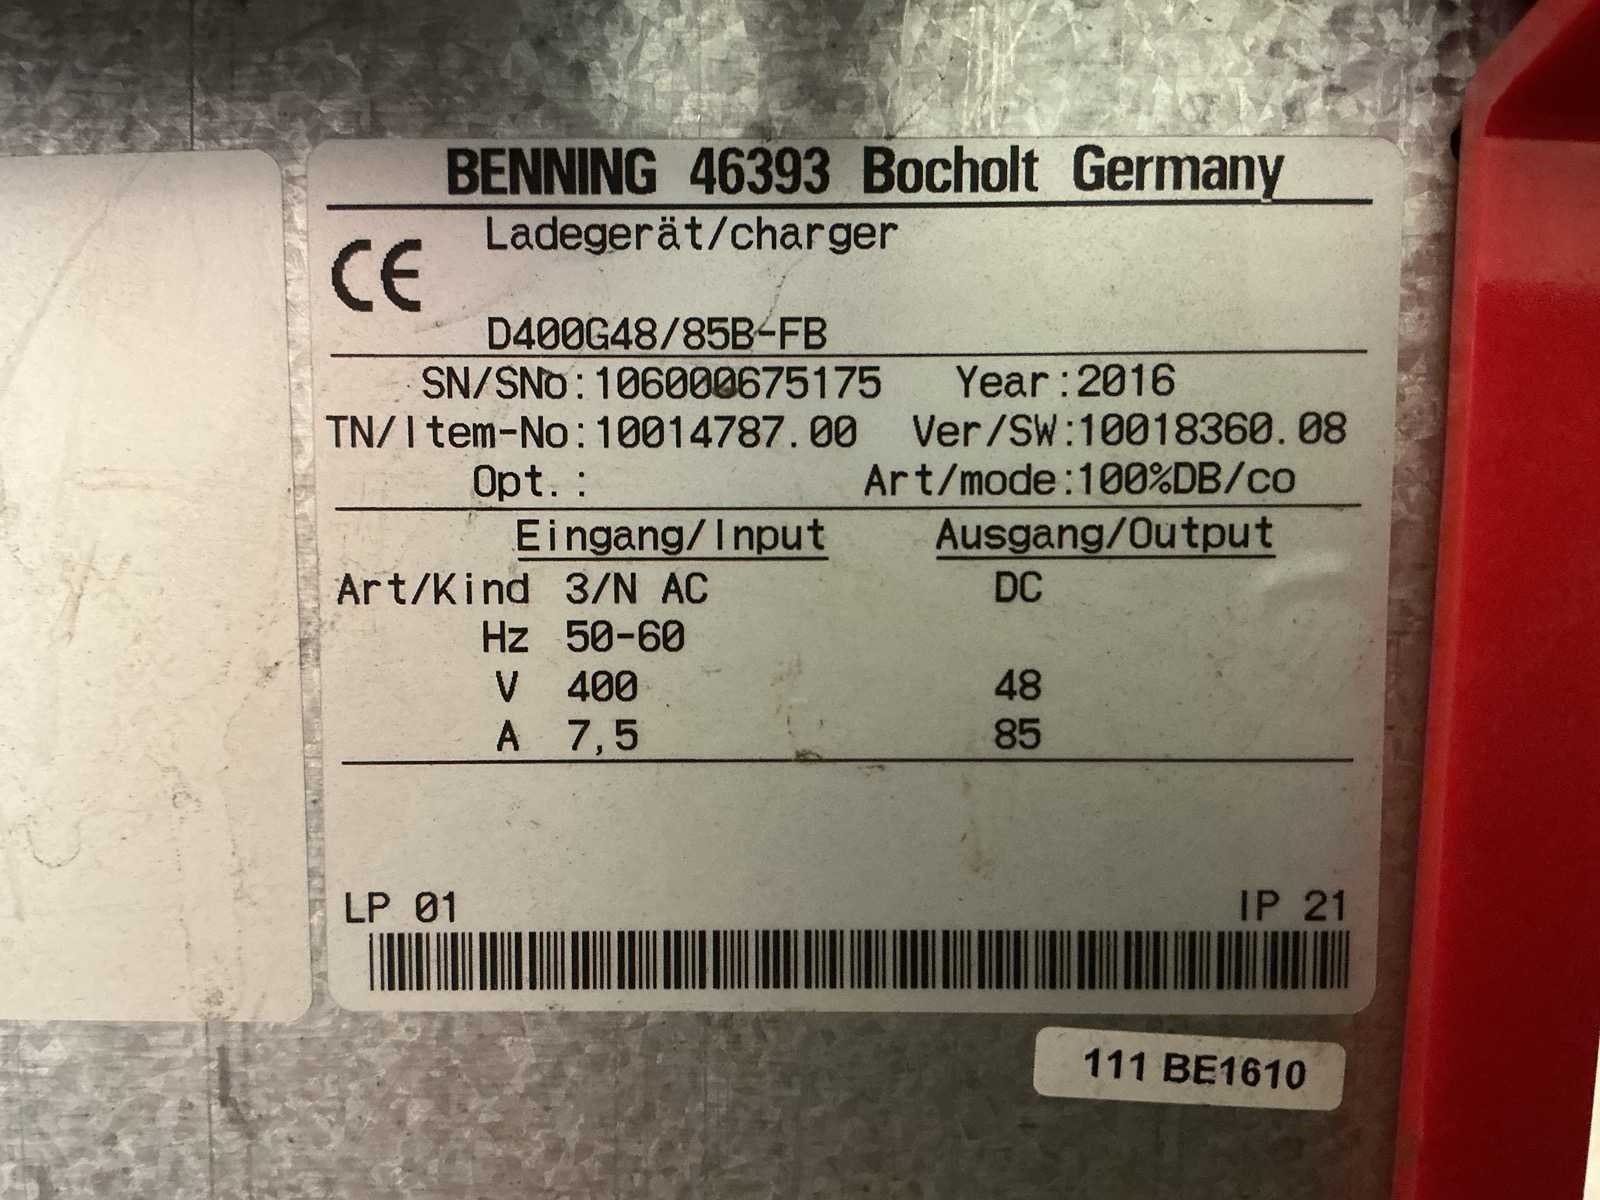 BENNING 46393 Bocholt Germany
CE Ladegerät/charger
D400G48/85B-FB
SN/SNo:106000675175 Year:2016
TN/Item-No:10014787.00 Ver/SW:10018360.08
Opt.: Art/mode:100%DB/co
Eingang/Input Ausgang/Output
Art/Kind 3/N AC DC
Hz 50-60
V 400 48
A 7,5 85
LP 01 IP 21
111 BE1610